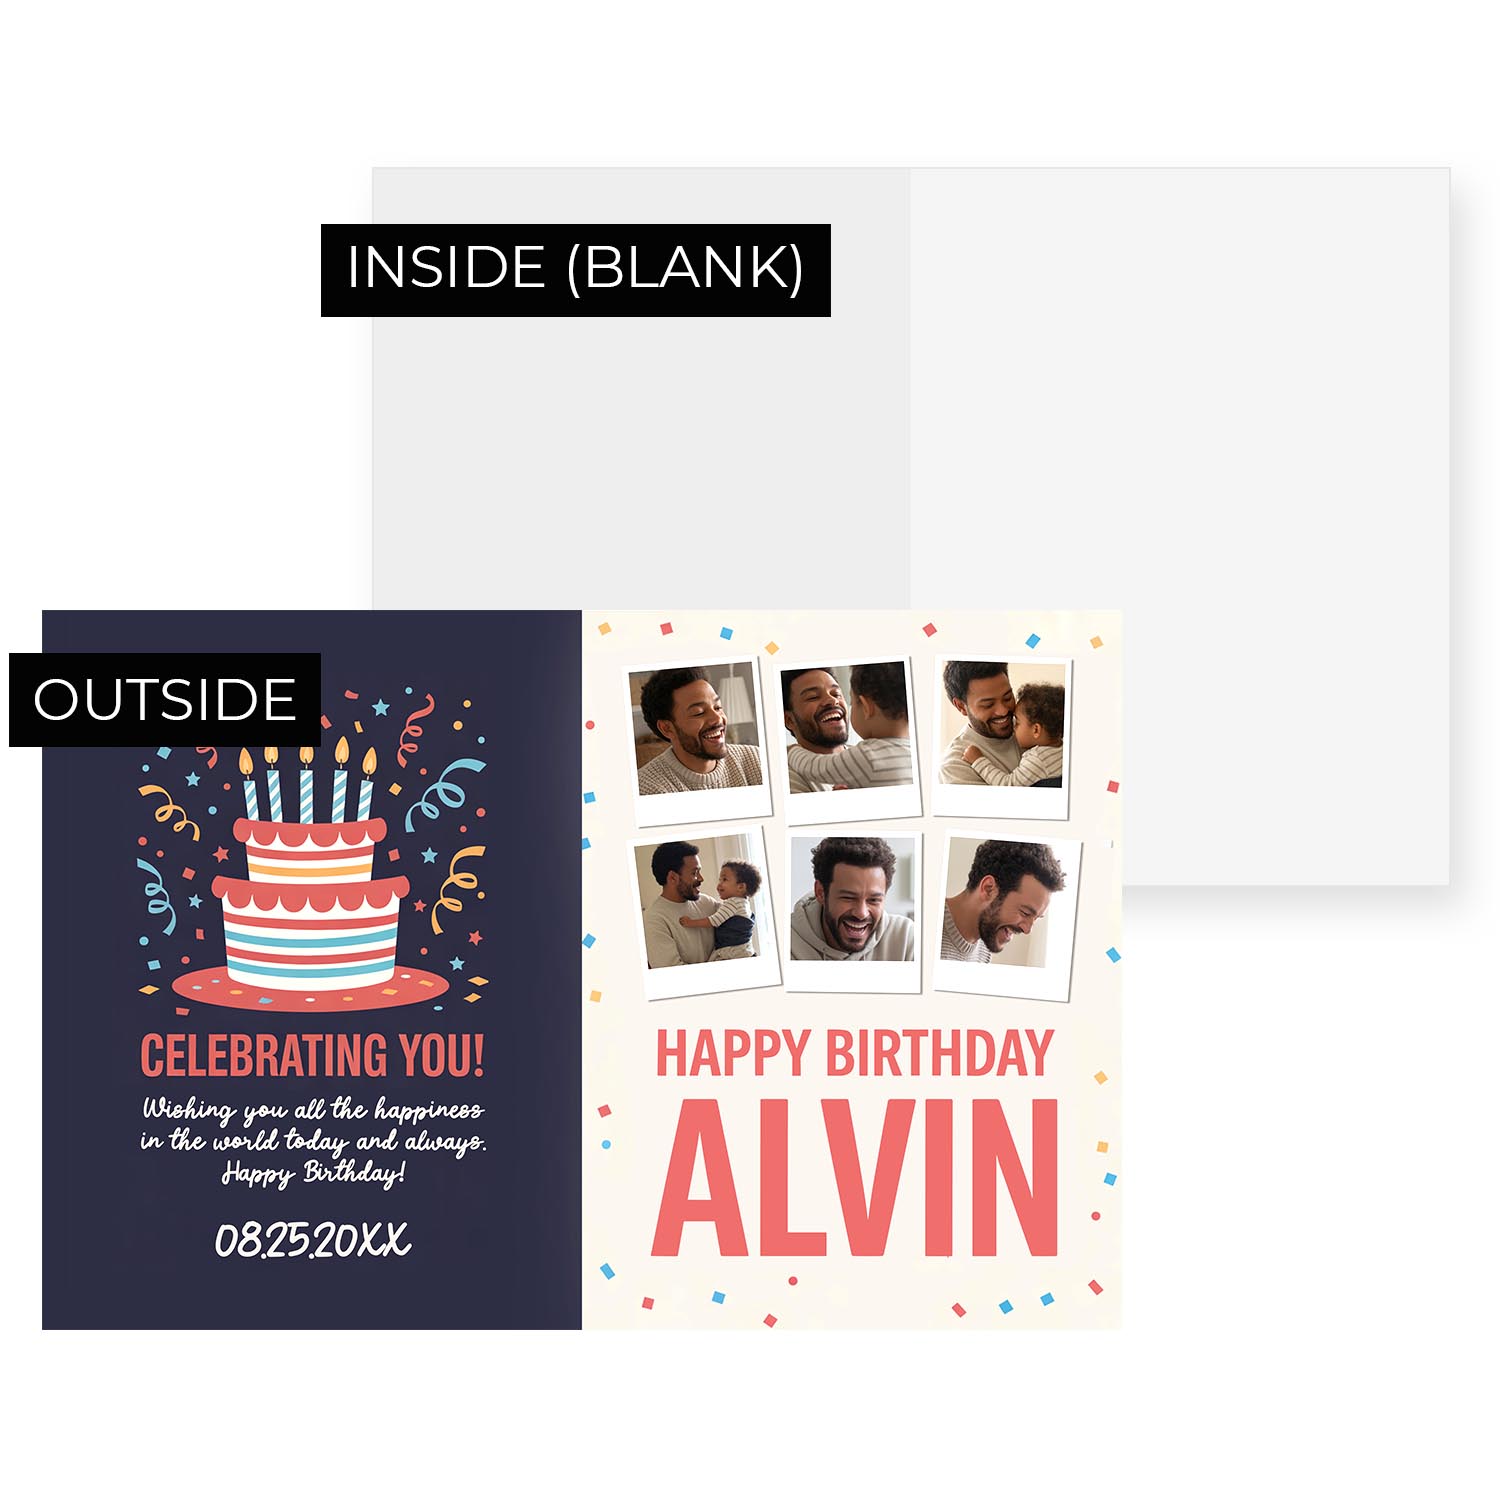 INSIDE (BLANK)
OUTSIDE
CELEBRATING YOU!
Wishing you all the happiness
in the world today and always.
Happy Birthday!
08.25.20XX
HAPPY BIRTHDAY
ALVIN